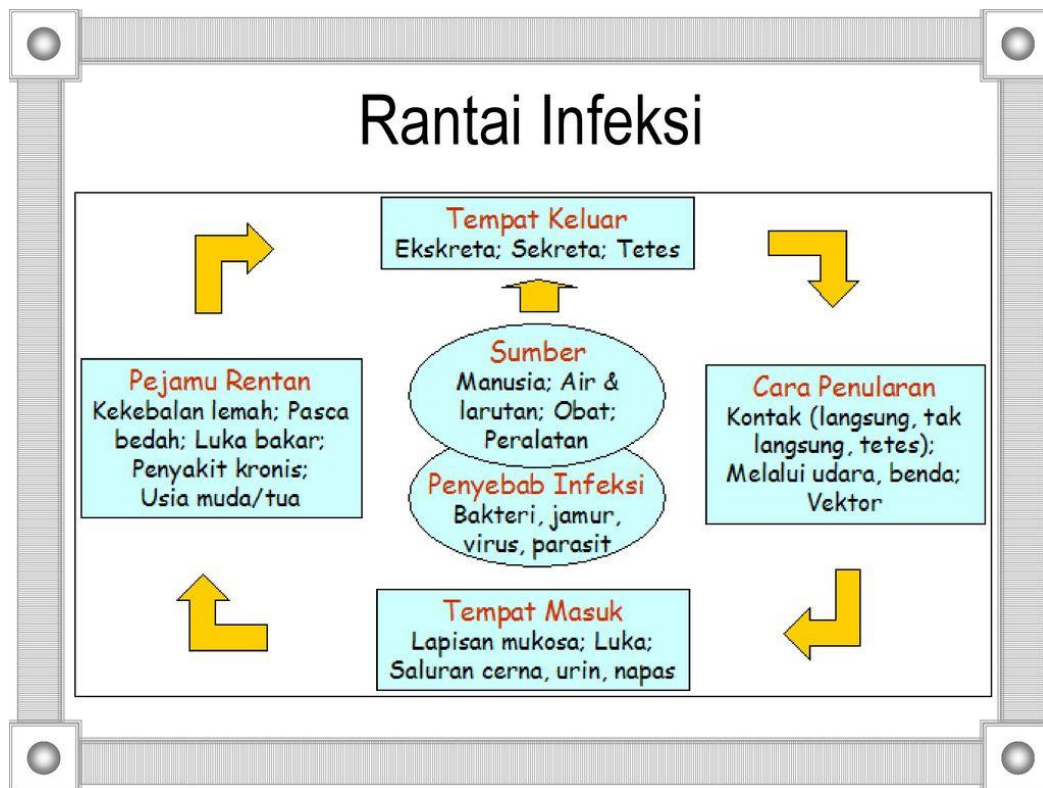 Rantai Infeksi
Tempat Keluar
Ekskreta; Sekreta; Tetes
Sumber
Manusia; Air &
larutan; Obat;
Peralatan
Penyebab Infeksi
Bakteri, jamur,
virus, parasit
Pejamu Rentan
Kekebalan lemah; Pasca
bedah; Luka bakar;
Penyakit kronis;
Usia muda/tua
Cara Penularan
Kontak (langsung, tak
langsung, tetes);
Melalui udara, benda;
Vektor
Tempat Masuk
Lapisan mukosa; Luka;
Saluran cerna, urin, napas